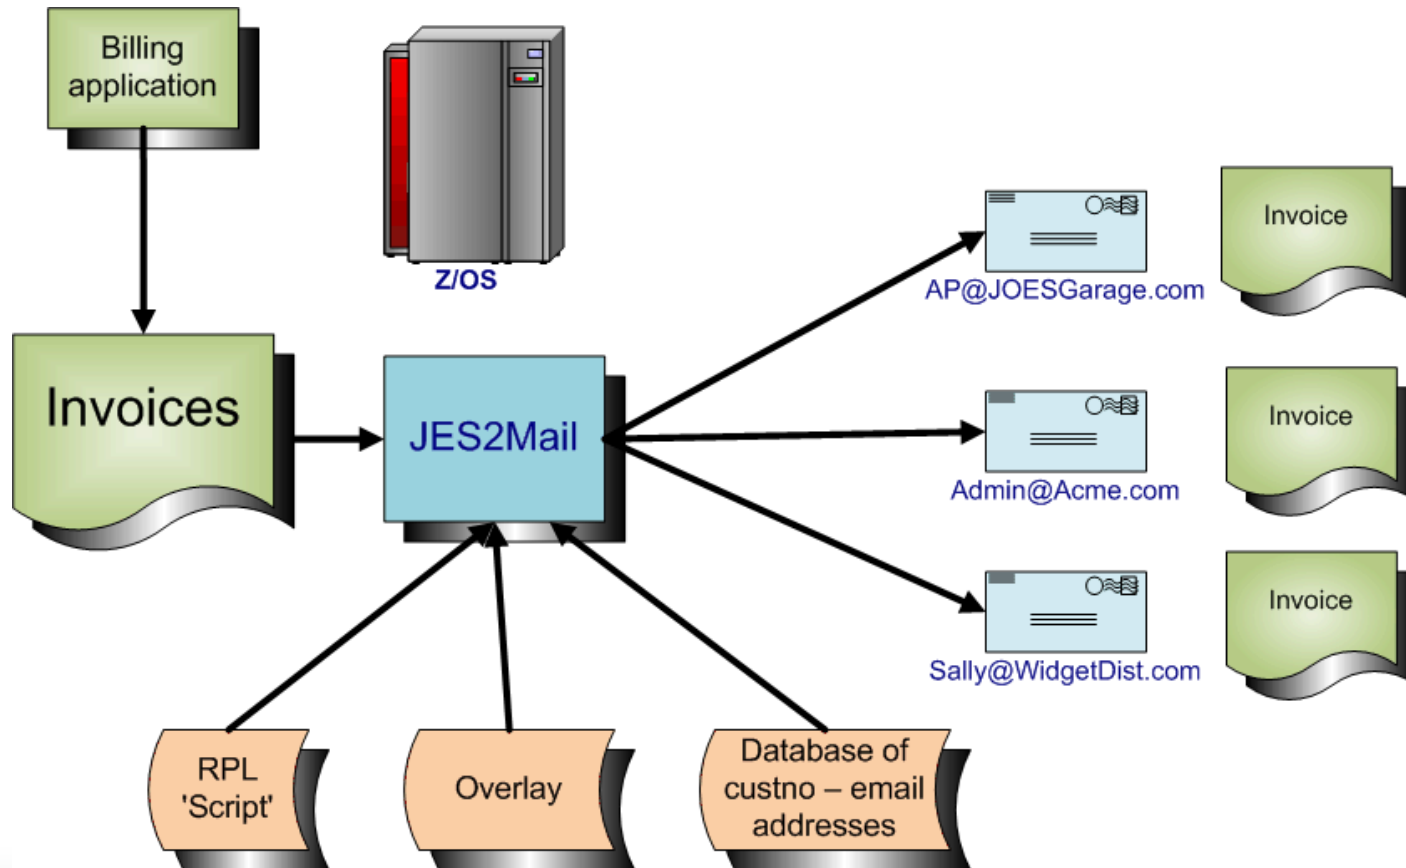 Billing
application
Z/OS
Invoices
JES2Mail
AP@JOESGarage.com
Invoice
Admin@Acme.com
Invoice
Sally@WidgetDist.com
Invoice
RPL
'Script'
Overlay
Database of
custno – email
addresses